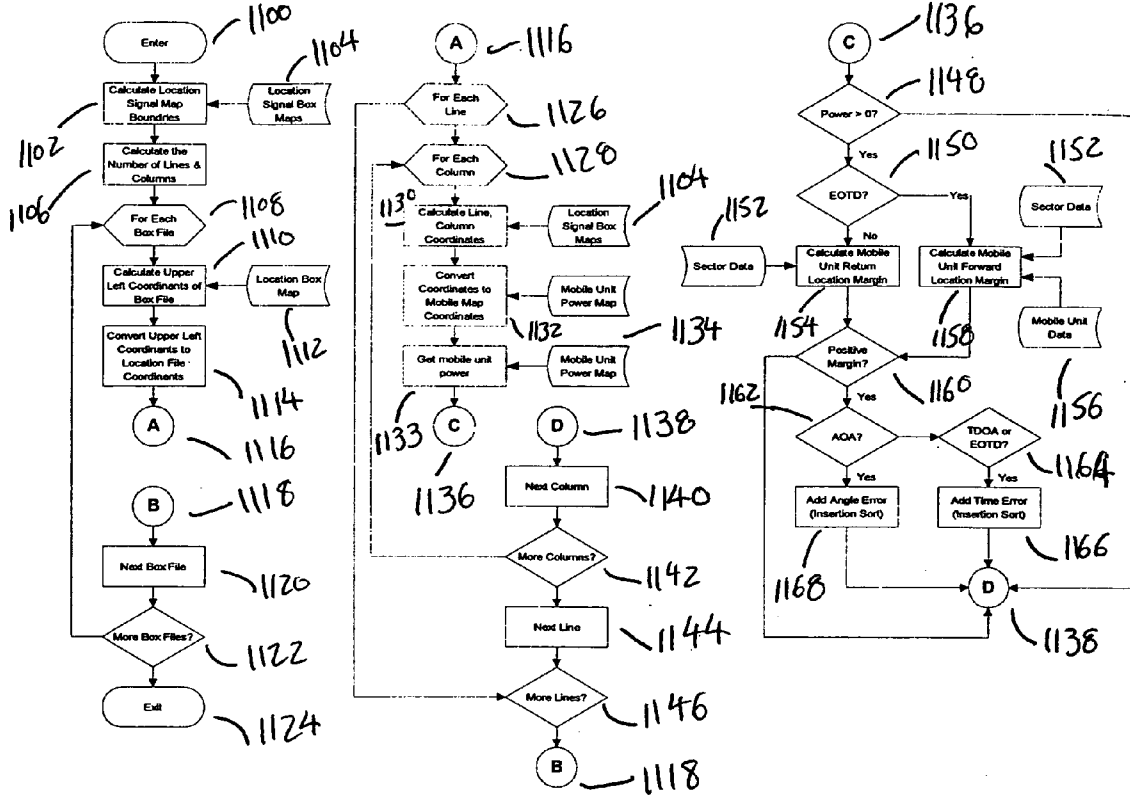 Enter
1100
1104
Calculate Location
Signal Map
Boundries
Location
Signal Box
Maps
1102
Calculate the
Number of Lines &
Columns
1106
For Each
Box File
1108
1110
Calculate Upper
Left Coordinants of
Box File
Location Box
Map
1112
Convert Upper Left
Coordinants to
Location File
Coordinants
1114
A
1116
B
1118
Next Box File
1120
More Box Files?
1122
Exit
1124
A
1116
For Each
Line
1126
For Each
Column
1128
1130
1104
Calculate Line,
Column
Coordinates
Location
Signal Box
Maps
Convert
Coordinates to
Mobile Map
Coordinates
Mobile Unit
Power Map
1132
1134
Get mobile unit
power
Mobile Unit
Power Map
1133
C
1136
D
1138
Next Column
1140
More Columns?
1142
Next Line
1144
More Lines?
1146
B
1118
C
1136
1148
Power > 0?
Yes
1150
1152
EOTD?
Yes
Sector Data
1152
No
Sector Data
Calculate Mobile
Unit Return
Location Margin
Calculate Mobile
Unit Forward
Location Margin
1154
1158
Mobile Unit
Data
1156
Positive
Margin?
1160
1162
Yes
AOA?
TDOA or
EOTD?
1164
Yes
Yes
Add Angle Error
(Insertion Sort)
Add Time Error
(Insertion Sort)
1168
1166
D
1138